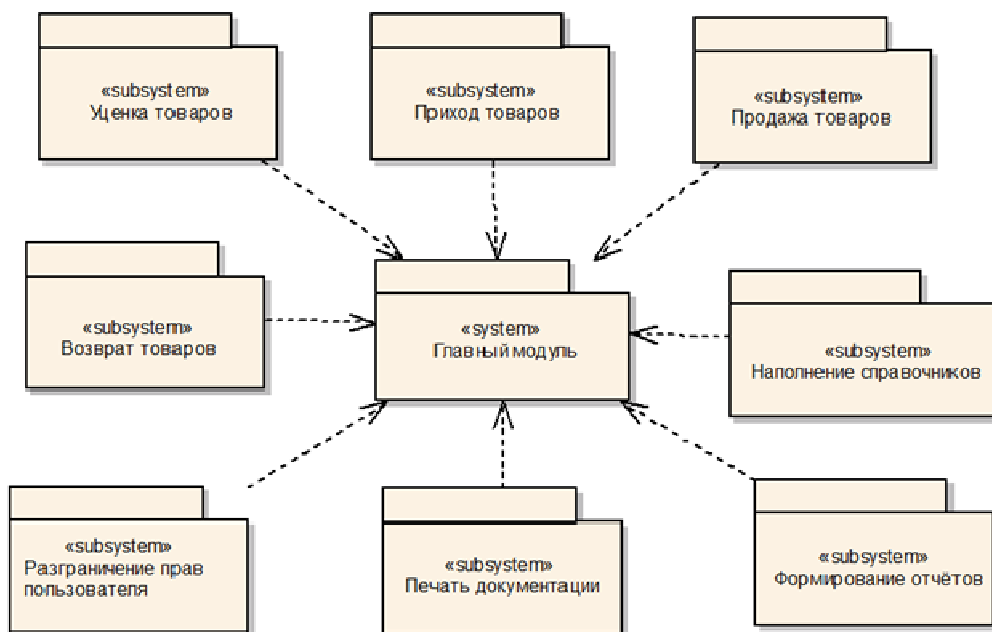 «subsystem»
Уценка товаров
«subsystem»
Приход товаров
«subsystem»
Продажа товаров
«subsystem»
Возврат товаров
«system»
Главный модуль
«subsystem»
Наполнение справочников
«subsystem»
Разграничение прав
пользователя
«subsystem»
Печать документации
«subsystem»
Формирование отчётов